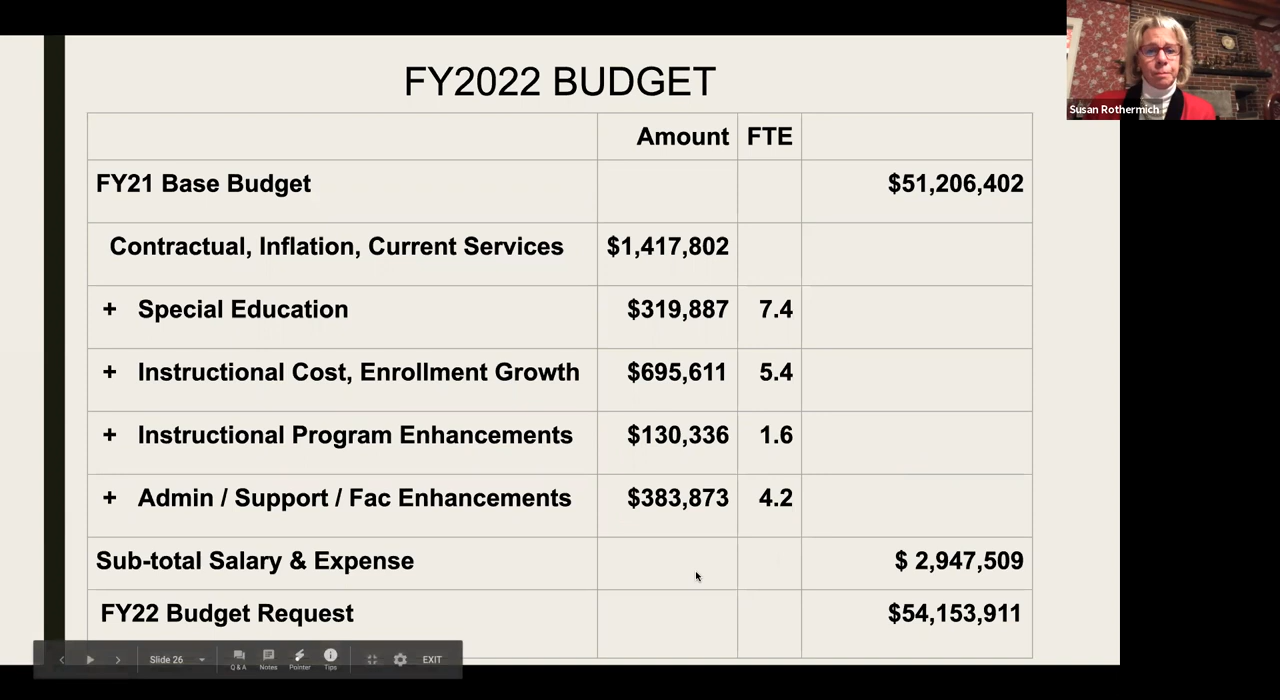 FY2022 BUDGET
Susan Rothermich
Amount FTE
FY21 Base Budget $51,206,402
Contractual, Inflation, Current Services $1,417,802
+ Special Education $319,887 7.4
+ Instructional Cost, Enrollment Growth $695,611 5.4
+ Instructional Program Enhancements $130,336 1.6
+ Admin / Support / Fac Enhancements $383,873 4.2
Sub-total Salary & Expense $ 2,947,509
FY22 Budget Request $54,153,911
Slide 26 Q & A Notes Pointer Tips EXIT